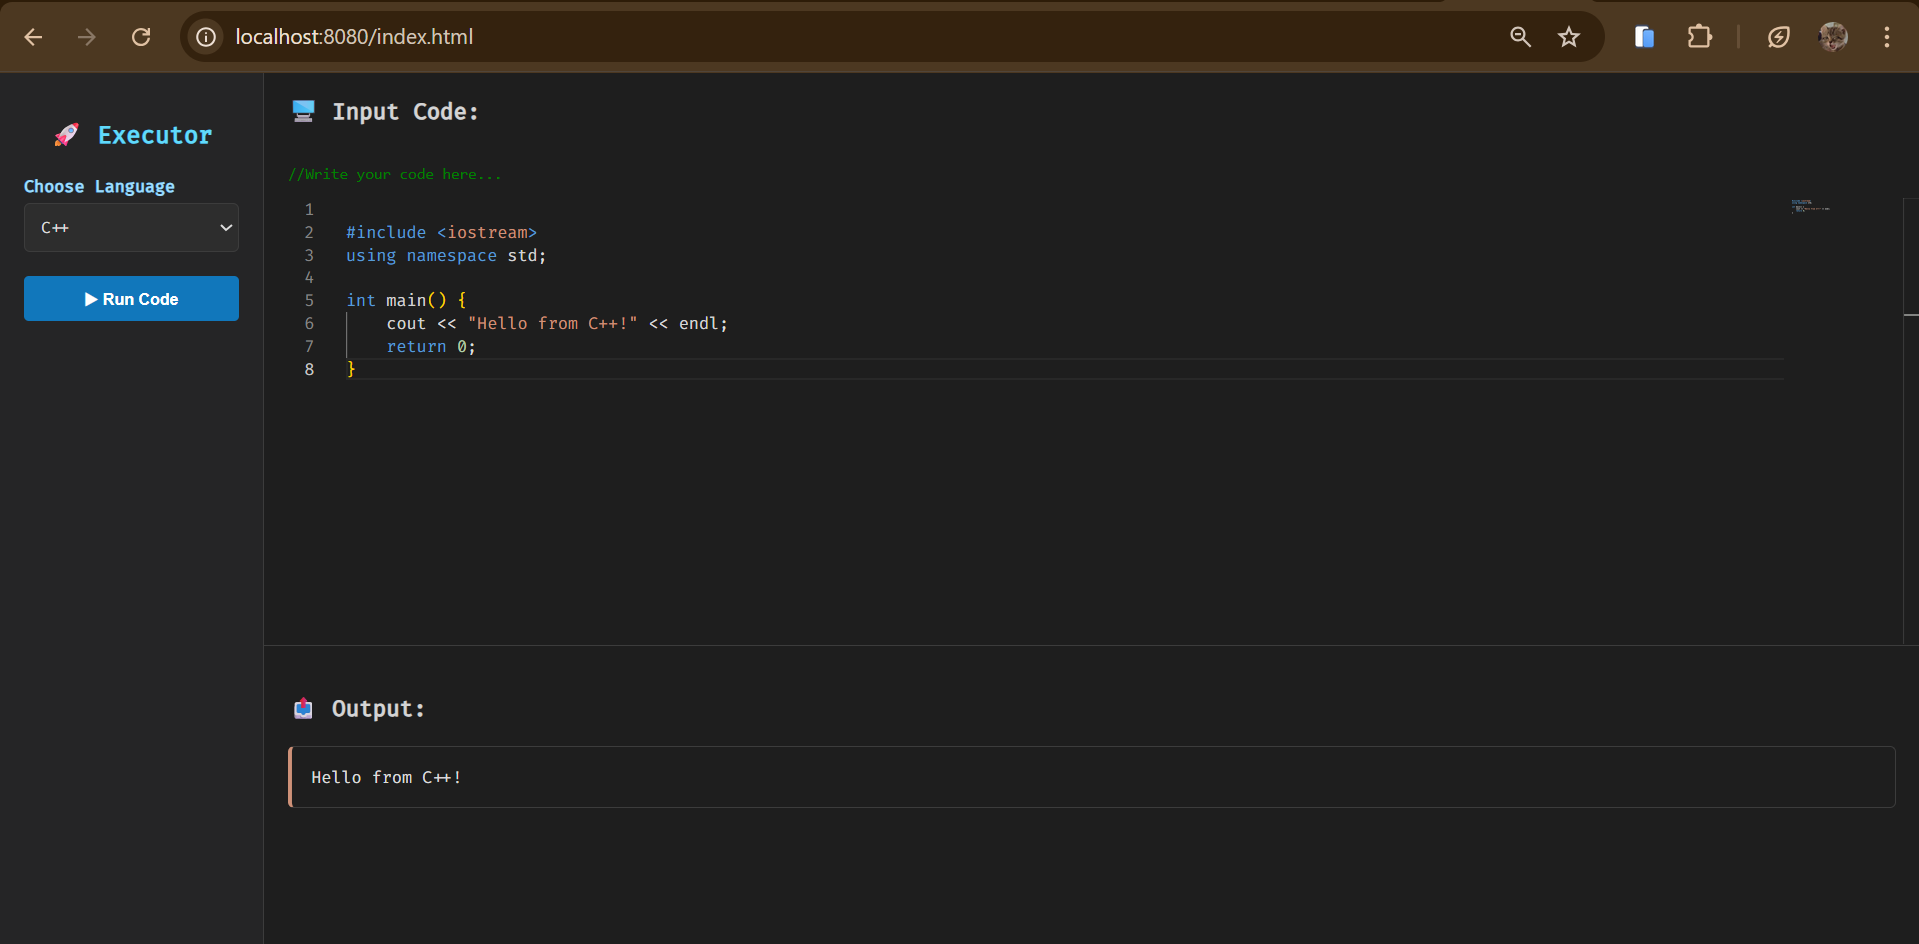 localhost:8080/index.html
🚀 Executor
Choose Language
C++
▶ Run Code
🖥️ Input Code:
//Write your code here...
1
2 #include <iostream>
3 using namespace std;
4
5 int main() {
6     cout << "Hello from C++!" << endl;
7     return 0;
8 }
📤 Output:
Hello from C++!